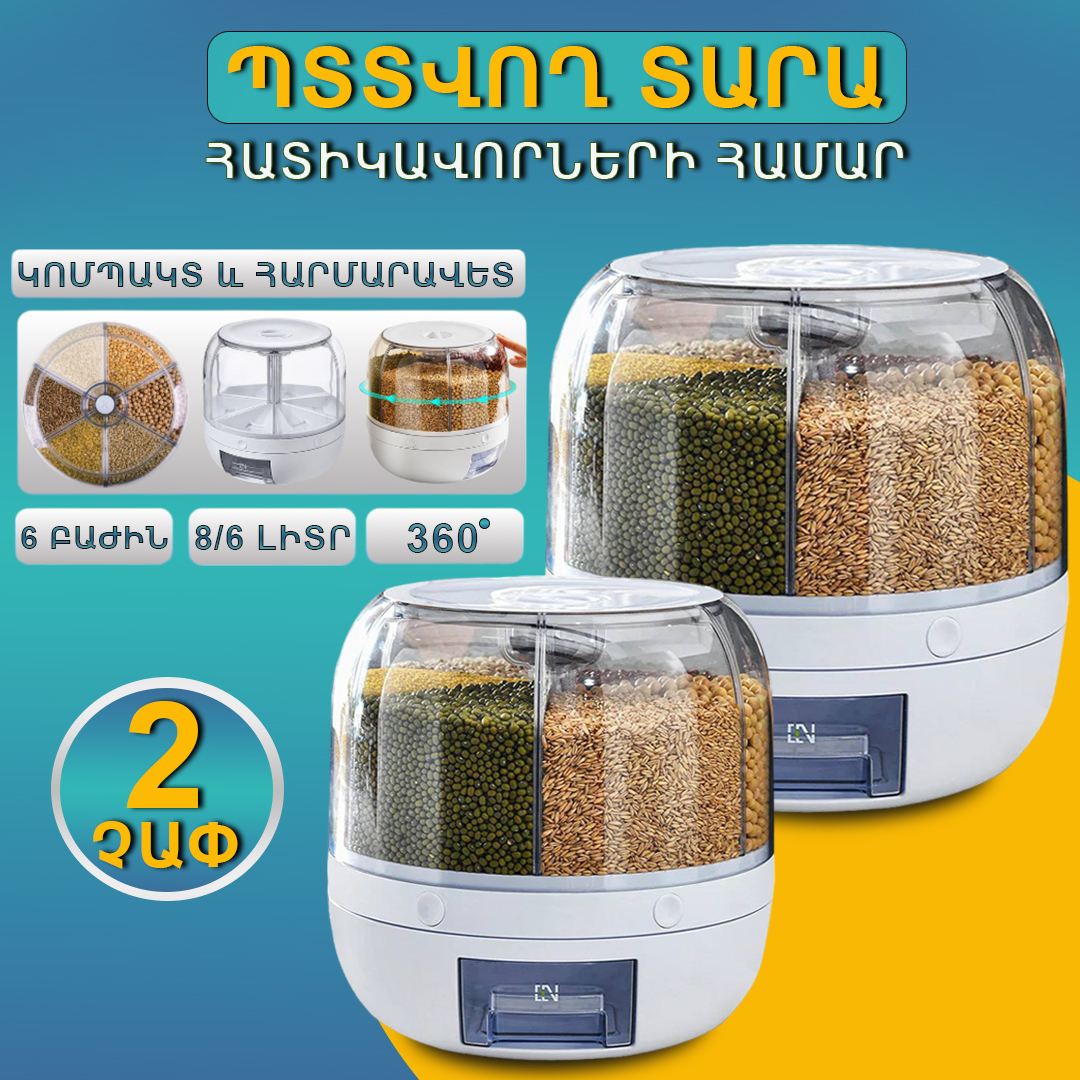 ՊՏՏՎՈՂ ՏԱՐԱ
ՀԱՏԻԿԱՎՈՐՆԵՐԻ ՀԱՄԱՐ
ԿՈՄՊԱԿՏ և ՀԱՐՄԱՐԱՎԵՏ
6 ԲԱԺԻՆ
8/6 ԼԻՏՐ
360°
2
ՉԱՓ